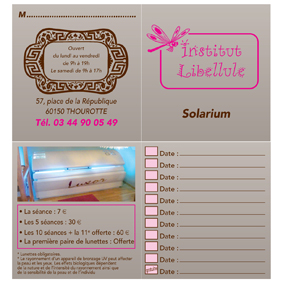 M
Ouvert
du lundi au vendredi
de 9h à 19h
Le samedi de 9h à 17h
57, place de la République
60150 THOUROTTE
Tél. 03 44 90 05 49
Institut
Libellule
Solarium
• La séance : 7 €
• Les 5 séances : 30 €
• Les 10 séances + la 11e offerte : 60 €
• La première paire de lunettes : Offerte
* Lunettes obligatoires
* Le rayonnement d'un appareil de bronzage UV peut affecter
la peau et les yeux. Les effets biologiques dépendent
de la nature et de l'intensité du rayonnement ainsi que
de la sensibilité de la peau et de l'individu.
Date :
Date :
Date :
Date :
Date :
Date :
Date :
Date :
Date :
Date :
Date :